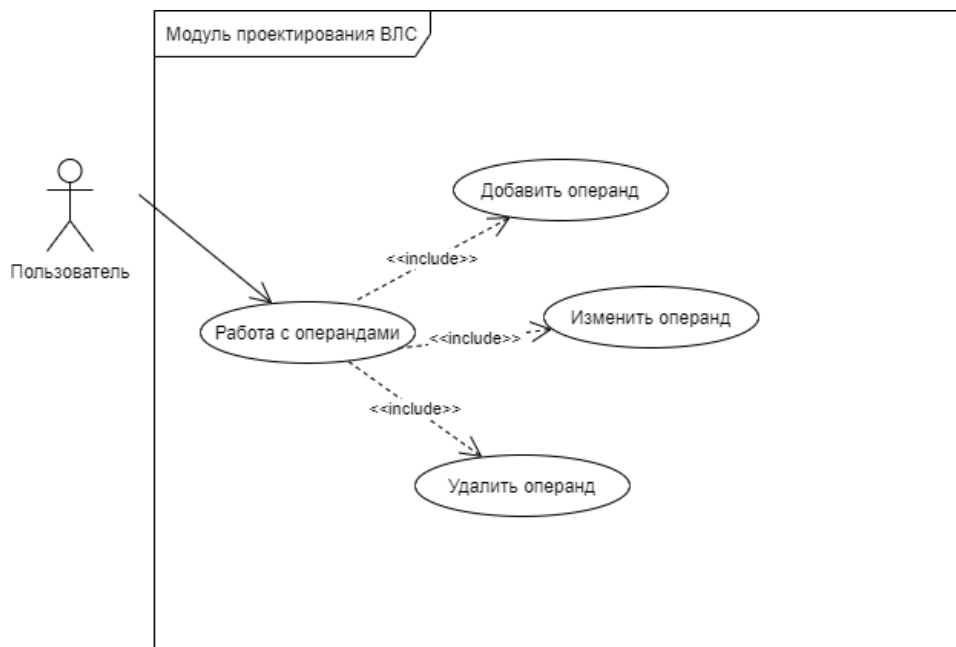 Модуль проектирования ВЛС
Добавить операнд
<<include>>
Пользователь
Изменить операнд
Работа с операндами
<<include>>
<<include>>
Удалить операнд